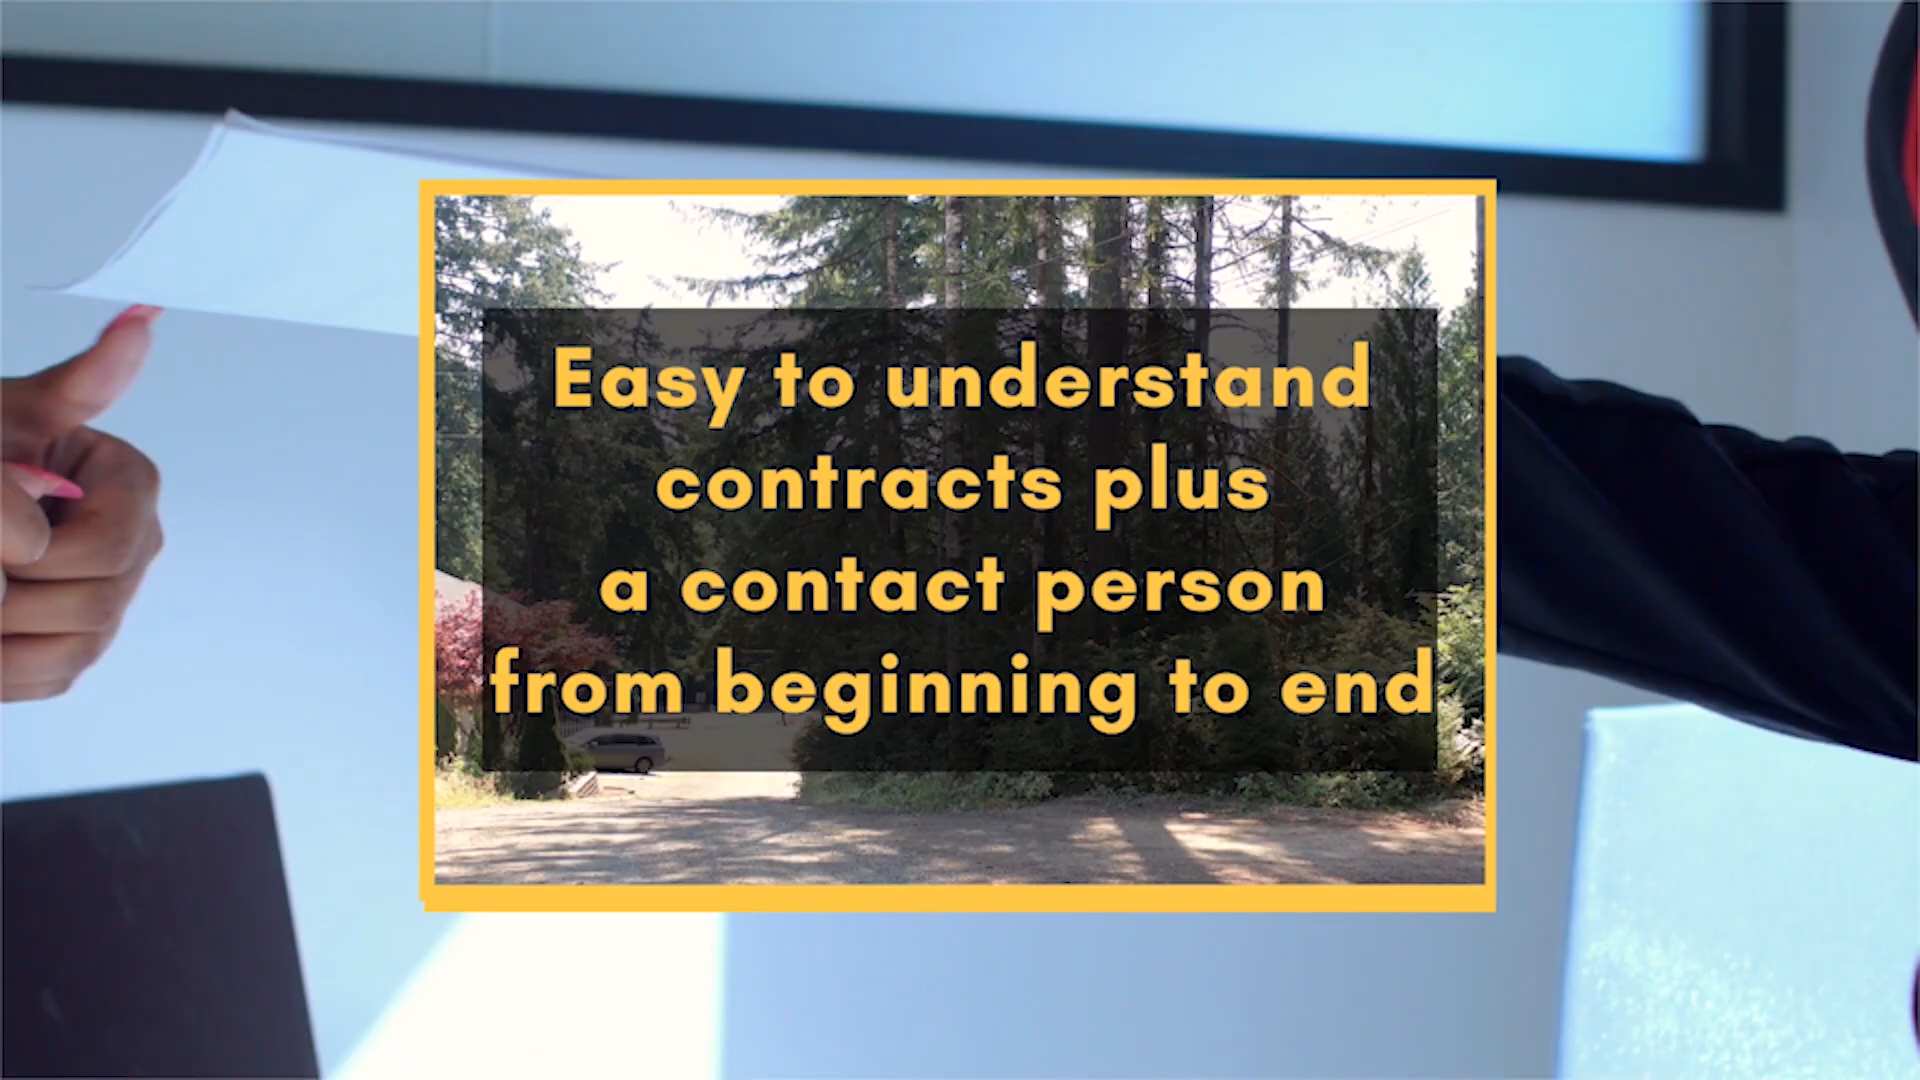 Easy to understand
contracts plus
a contact person
from beginning to end